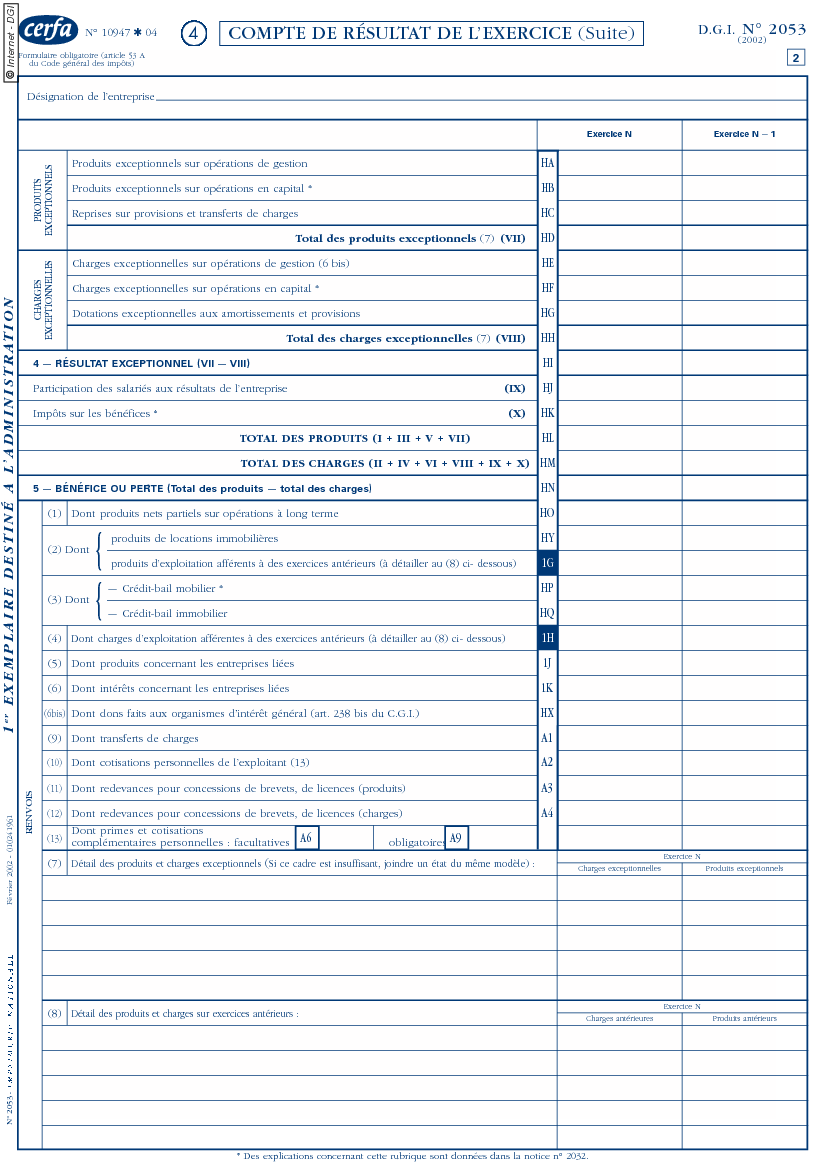 © Internet - DGI
cerfa
N° 10947 ✱ 04
4
COMPTE DE RÉSULTAT DE L'EXERCICE (Suite)
D.G.I. N° 2053
(2002)
Formulaire obligatoire (article 53 A
du Code général des impôts)
2
Désignation de l'entreprise
Exercice N
Exercice N – 1
PRODUITS
EXCEPTIONNELS
Produits exceptionnels sur opérations de gestion HA
Produits exceptionnels sur opérations en capital * HB
Reprises sur provisions et transferts de charges HC
Total des produits exceptionnels (7) (VII) HD
CHARGES
EXCEPTIONNELLES
Charges exceptionnelles sur opérations de gestion (6 bis) HE
Charges exceptionnelles sur opérations en capital * HF
Dotations exceptionnelles aux amortissements et provisions HG
Total des charges exceptionnelles (7) (VIII) HH
4 – RÉSULTAT EXCEPTIONNEL (VII – VIII) HI
Participation des salariés aux résultats de l'entreprise (IX) HJ
Impôts sur les bénéfices * (X) HK
TOTAL DES PRODUITS (I + III + V + VII) HL
TOTAL DES CHARGES (II + IV + VI + VIII + IX + X) HM
5 – BÉNÉFICE OU PERTE (Total des produits – total des charges) HN
RENVOIS
(1) Dont produits nets partiels sur opérations à long terme HO
(2) Dont {
produits de locations immobilières HY
produits d'exploitation afférents à des exercices antérieurs (à détailler au (8) ci- dessous) 1G
(3) Dont {
– Crédit-bail mobilier * HP
– Crédit-bail immobilier HQ
(4) Dont charges d'exploitation afférentes à des exercices antérieurs (à détailler au (8) ci- dessous) 1H
(5) Dont produits concernant les entreprises liées 1J
(6) Dont intérêts concernant les entreprises liées 1K
(6bis) Dont dons faits aux organismes d'intérêt général (art. 238 bis du C.G.I.) HX
(9) Dont transferts de charges A1
(10) Dont cotisations personnelles de l'exploitant (13) A2
(11) Dont redevances pour concessions de brevets, de licences (produits) A3
(12) Dont redevances pour concessions de brevets, de licences (charges) A4
(13) Dont primes et cotisations
complémentaires personnelles : facultatives A6 obligatoires A9
(7) Détail des produits et charges exceptionnels (Si ce cadre est insuffisant, joindre un état du même modèle) :
Exercice N
Charges exceptionnelles Produits exceptionnels
(8) Détail des produits et charges sur exercices antérieurs :
Exercice N
Charges antérieures Produits antérieurs
1er EXEMPLAIRE DESTINÉ A L'ADMINISTRATION
Février 2002 -
N° 2053 - IMPRIMERIE NATIONALE
* Des explications concernant cette rubrique sont données dans la notice n° 2032.